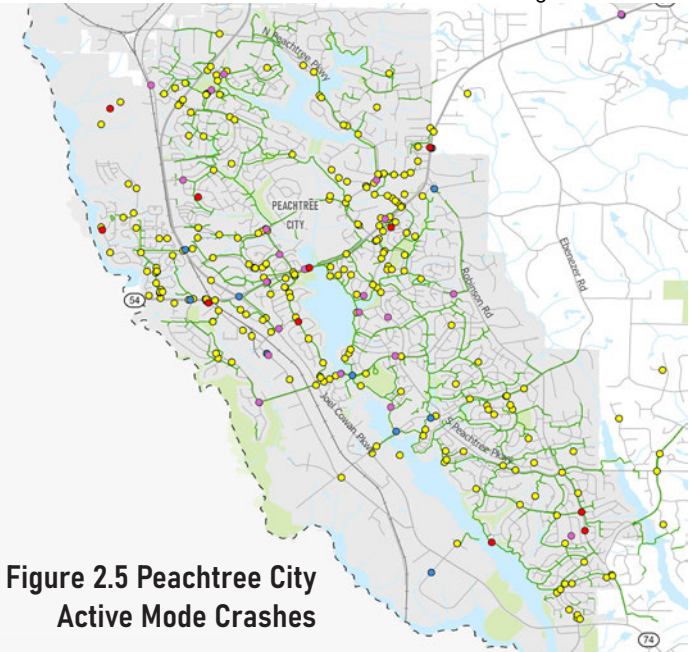 N Peachtree Pkwy
PEACHTREE
CITY
Ebenezer Rd
Robinson Rd
54
Joel Cowan Pkwy
S Peachtree Pkwy
Figure 2.5 Peachtree City
Active Mode Crashes
74